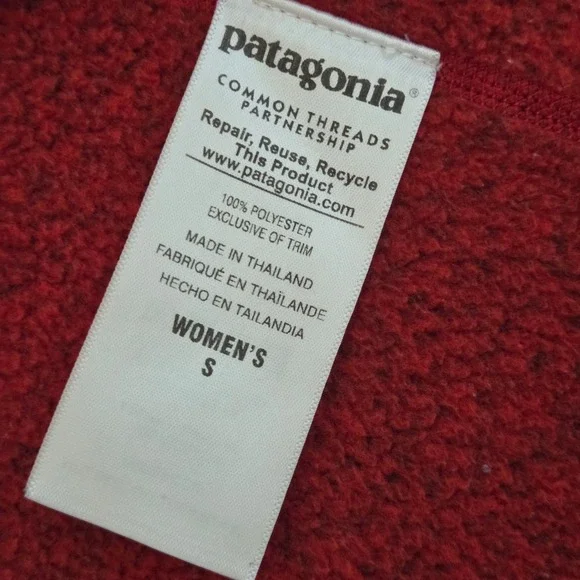 patagonia®
COMMON THREADS
PARTNERSHIP
Repair, Reuse, Recycle
This Product
www.patagonia.com
100% POLYESTER
EXCLUSIVE OF TRIM
MADE IN THAILAND
FABRIQUÉ EN THAÏLANDE
HECHO EN TAILANDIA
WOMEN'S
S